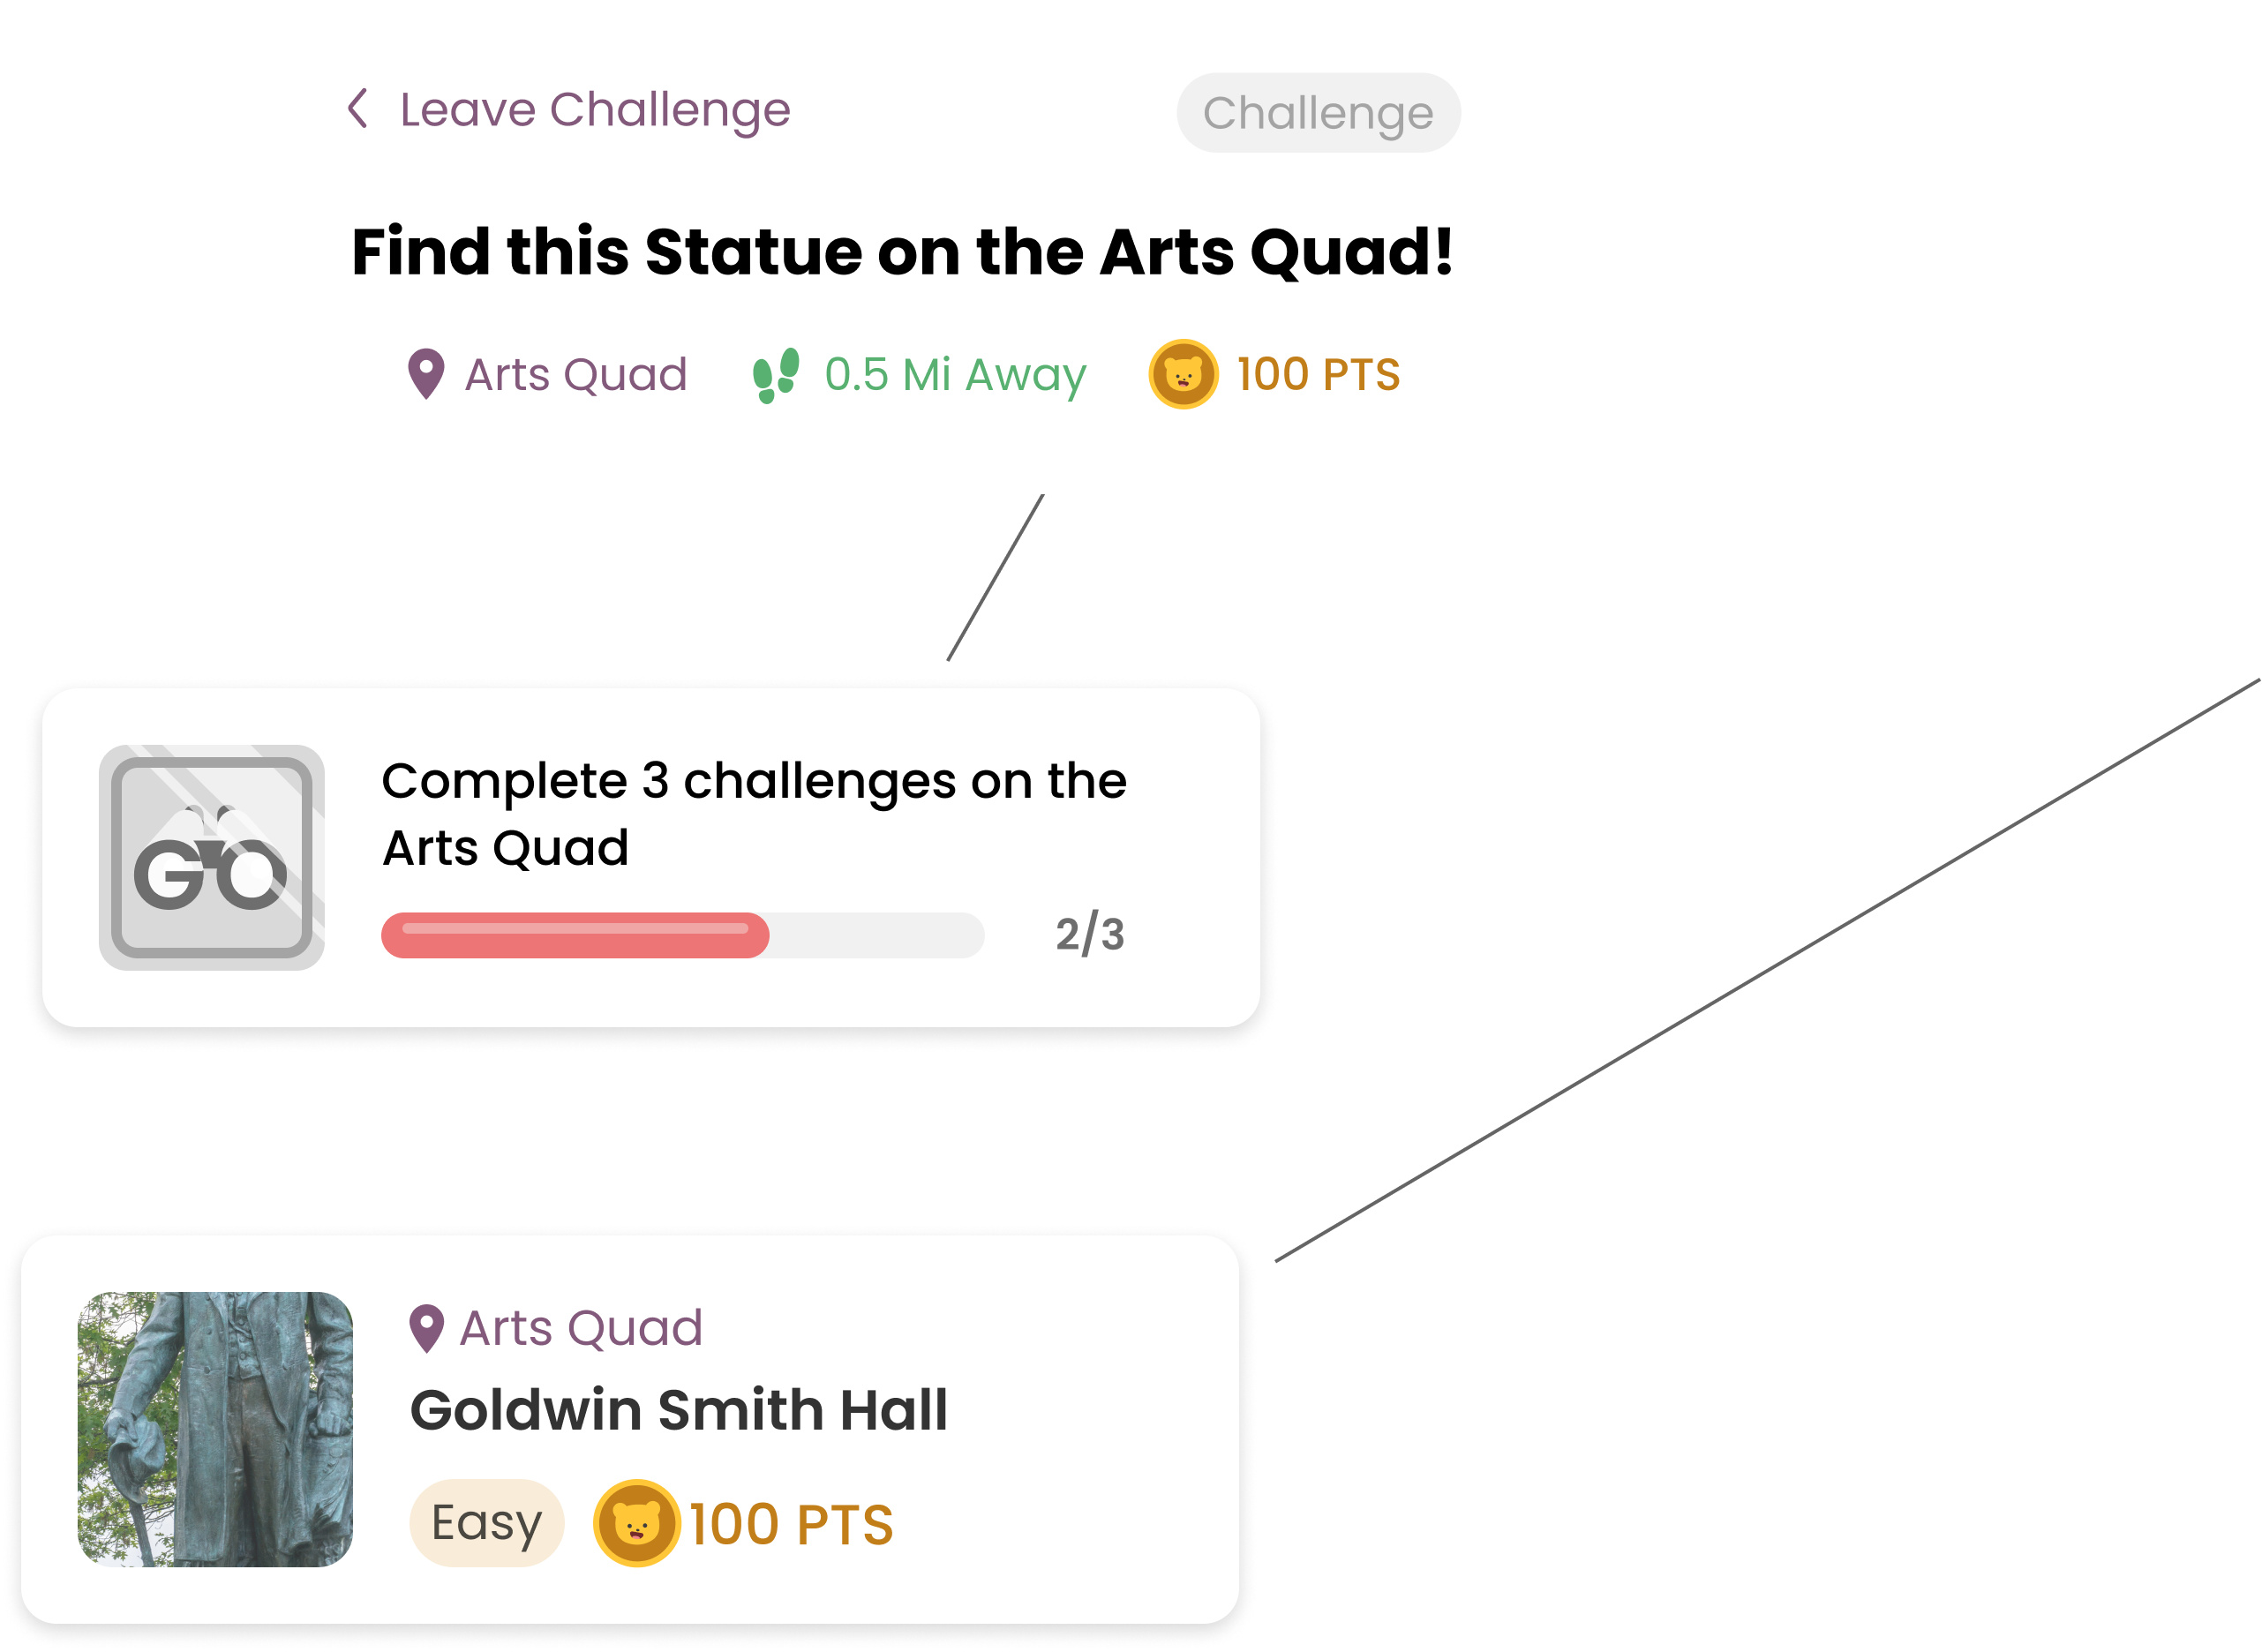 Leave Challenge
Challenge
Find this Statue on the Arts Quad!
Arts Quad
0.5 Mi Away
100 PTS
GO
Complete 3 challenges on the
Arts Quad
2/3
Arts Quad
Goldwin Smith Hall
Easy
100 PTS